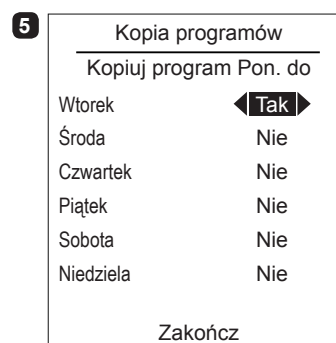 5
Kopia programów
Kopiuj program Pon. do
Wtorek Tak
Środa Nie
Czwartek Nie
Piątek Nie
Sobota Nie
Niedziela Nie
Zakończ